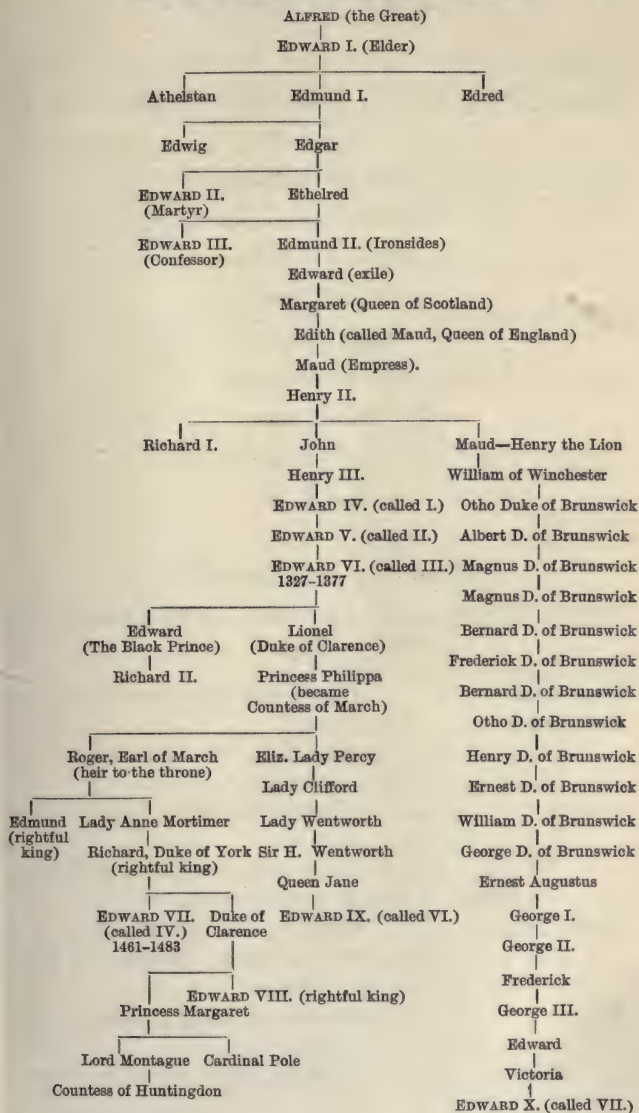 ALFRED (the Great)
EDWARD I. (Elder)
Athelstan Edmund I. Edred
Edwig Edgar
EDWARD II. Ethelred
(Martyr)
EDWARD III. Edmund II. (Ironsides)
(Confessor)
Edward (exile)
Margaret (Queen of Scotland)
Edith (called Maud, Queen of England)
Maud (Empress).
Henry II.
Richard I. John Maud—Henry the Lion
Henry III. William of Winchester
EDWARD IV. (called I.) Otho Duke of Brunswick
EDWARD V. (called II.) Albert D. of Brunswick
EDWARD VI. (called III.) Magnus D. of Brunswick
1327–1377
Magnus D. of Brunswick
Edward Lionel Bernard D. of Brunswick
(The Black Prince) (Duke of Clarence)
Frederick D. of Brunswick
Richard II. Princess Philippa
(became Bernard D. of Brunswick
Countess of March)
Otho D. of Brunswick
Roger, Earl of March Eliz. Lady Percy Henry D. of Brunswick
(heir to the throne)
Lady Clifford Ernest D. of Brunswick
Edmund Lady Anne Mortimer Lady Wentworth William D. of Brunswick
(rightful
king) Richard, Duke of York Sir H. Wentworth George D. of Brunswick
(rightful king)
Queen Jane Ernest Augustus
EDWARD VII. Duke of EDWARD IX. (called VI.) George I.
(called IV.) Clarence
1461–1483
George II.
Frederick
EDWARD VIII. (rightful king)
Princess Margaret George III.
Edward
Lord Montague Cardinal Pole
Victoria
Countess of Huntingdon
EDWARD X. (called VII.)